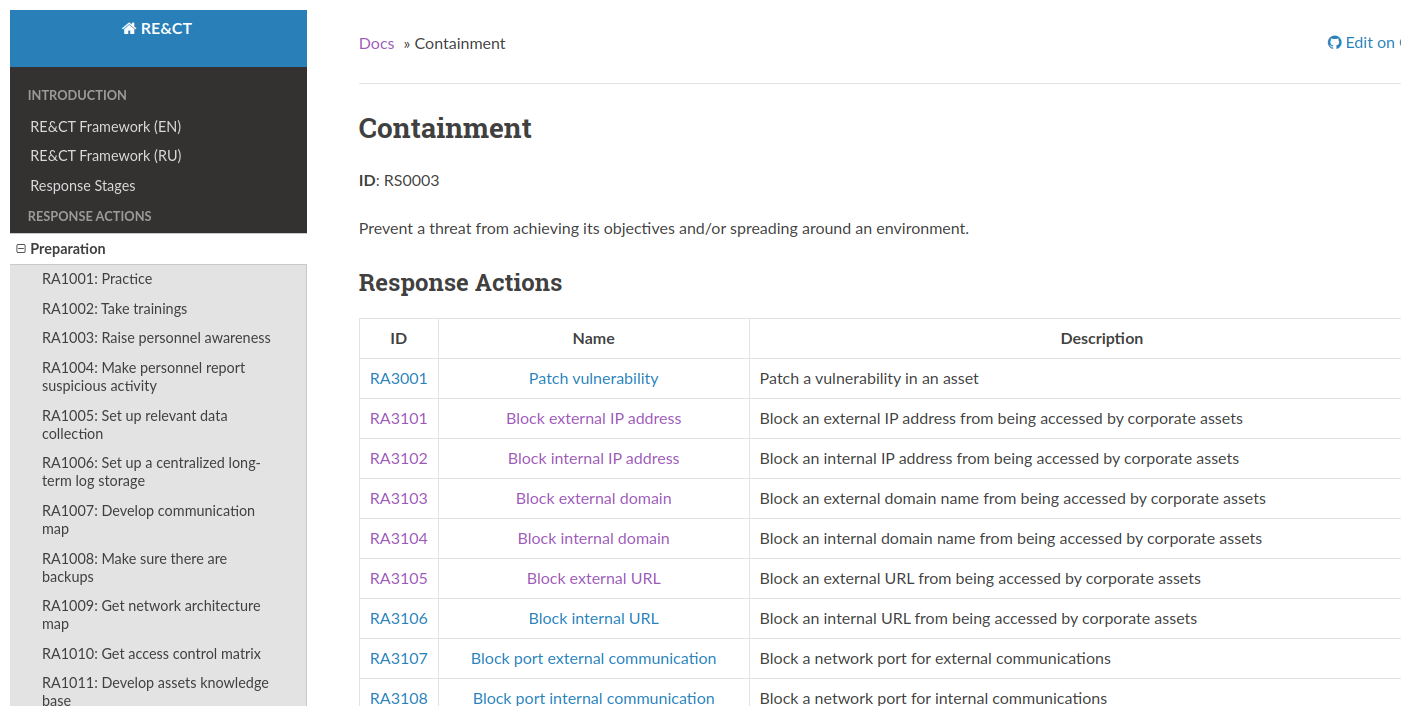 RE&CT
INTRODUCTION
RE&CT Framework (EN)
RE&CT Framework (RU)
Response Stages
RESPONSE ACTIONS
Preparation
RA1001: Practice
RA1002: Take trainings
RA1003: Raise personnel awareness
RA1004: Make personnel report
suspicious activity
RA1005: Set up relevant data
collection
RA1006: Set up a centralized long-
term log storage
RA1007: Develop communication
map
RA1008: Make sure there are
backups
RA1009: Get network architecture
map
RA1010: Get access control matrix
RA1011: Develop assets knowledge
base
Docs » Containment
Edit on
Containment
ID: RS0003
Prevent a threat from achieving its objectives and/or spreading around an environment.
Response Actions
ID Name Description
RA3001 Patch vulnerability Patch a vulnerability in an asset
RA3101 Block external IP address Block an external IP address from being accessed by corporate assets
RA3102 Block internal IP address Block an internal IP address from being accessed by corporate assets
RA3103 Block external domain Block an external domain name from being accessed by corporate assets
RA3104 Block internal domain Block an internal domain name from being accessed by corporate assets
RA3105 Block external URL Block an external URL from being accessed by corporate assets
RA3106 Block internal URL Block an internal URL from being accessed by corporate assets
RA3107 Block port external communication Block a network port for external communications
RA3108 Block port internal communication Block a network port for internal communications